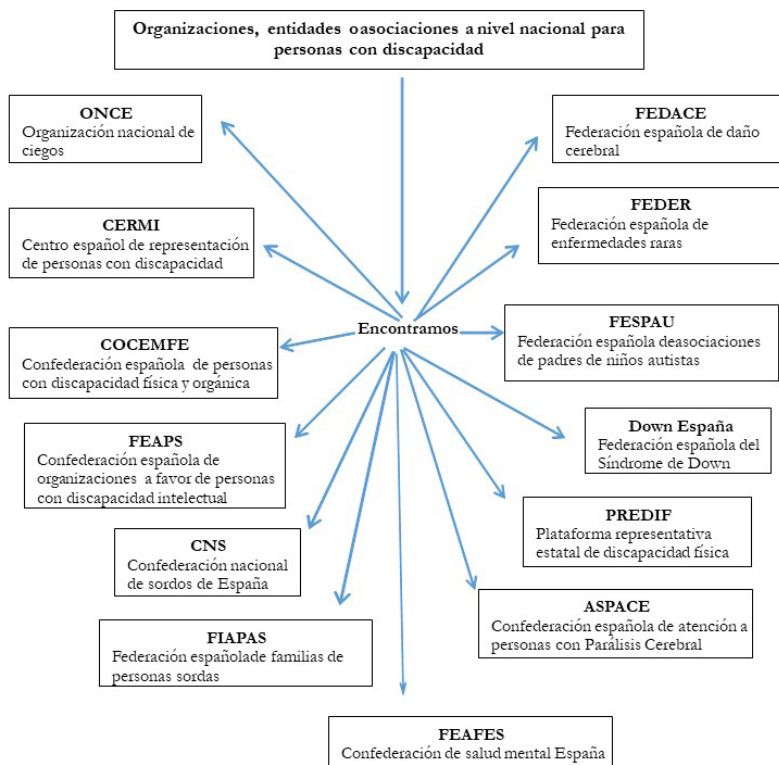 Organizaciones, entidades oasociaciones a nivel nacional para
personas con discapacidad
ONCE
Organización nacional de
ciegos
FEDACE
Federación española de daño
cerebral
CERMI
Centro español de representación
de personas con discapacidad
FEDER
Federación española de
enfermedades raras
Encontramos
COCEMFE
Confederación española de personas
con discapacidad física y orgánica
FESPAU
Federación española deasociaciones
de padres de niños autistas
FEAPS
Confederación española de
organizaciones a favor de personas
con discapacidad intelectual
Down España
Federación española del
Síndrome de Down
CNS
Confederación nacional
de sordos de España
PREDIF
Plataforma representativa
estatal de discapacidad física
FIAPAS
Federación españolade familias de
personas sordas
ASPACE
Confederación española de atención a
personas con Parálisis Cerebral
FEAFES
Confederación de salud mental España